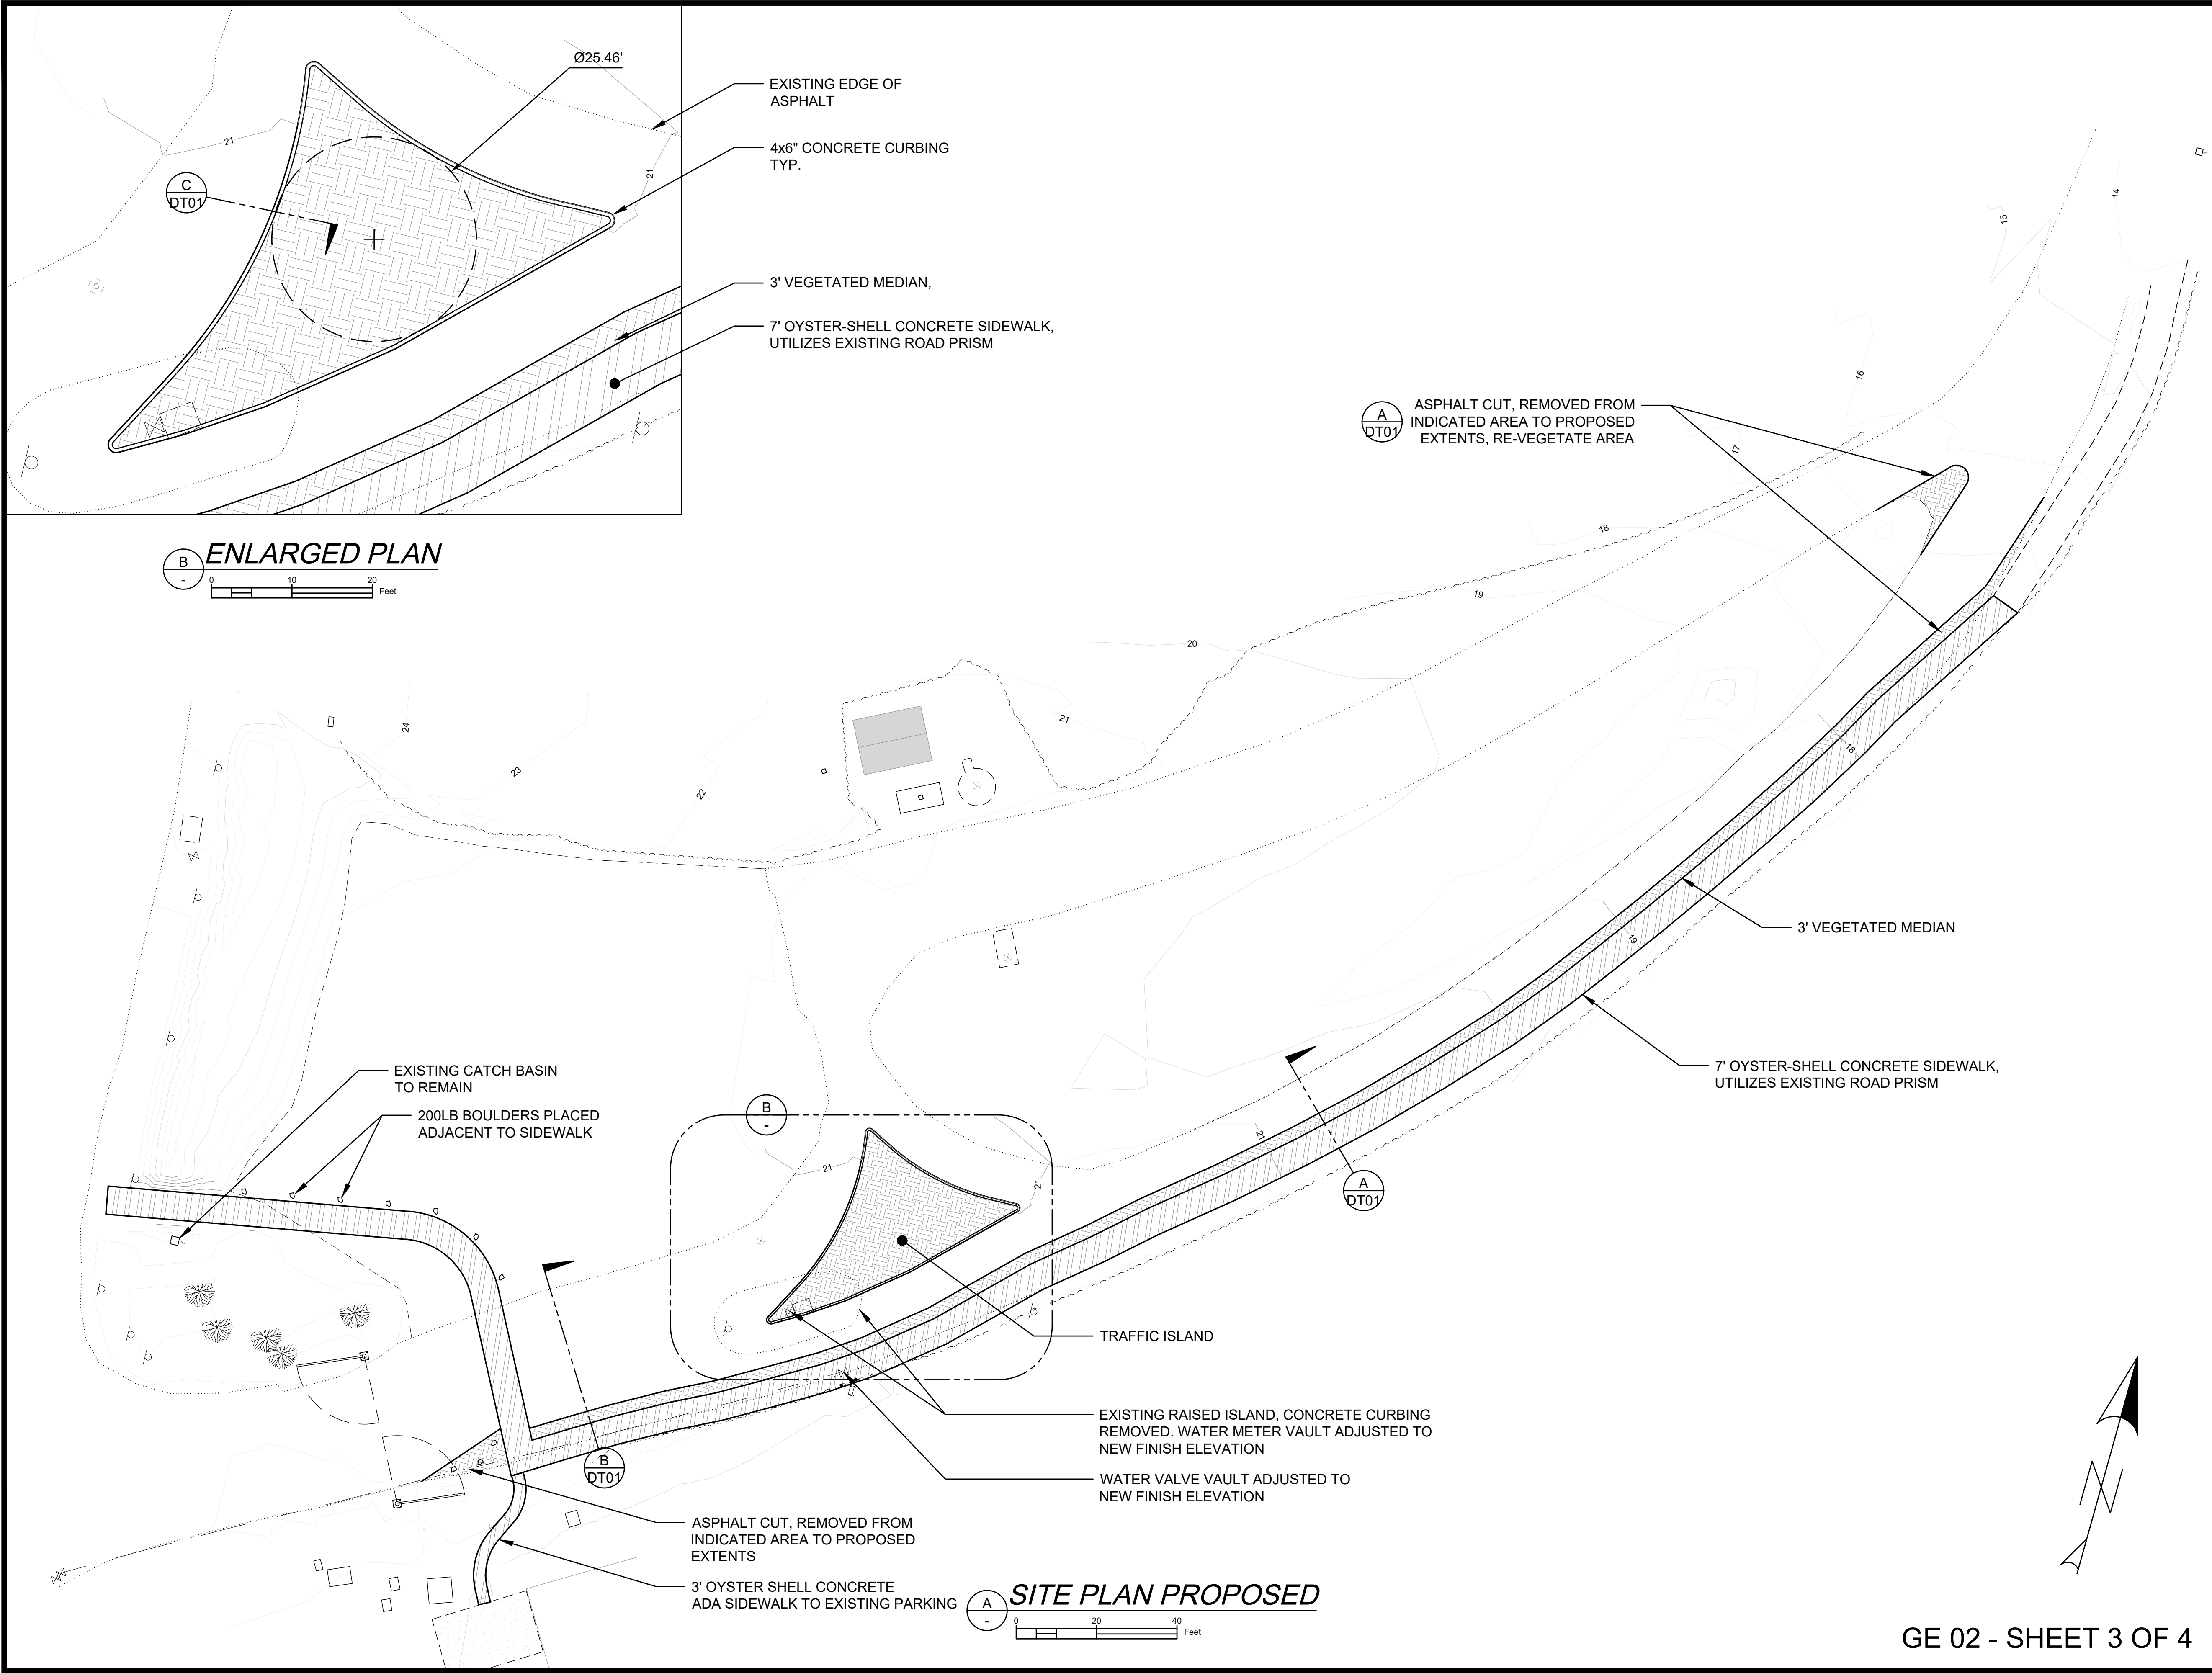 Ø25.46'
EXISTING EDGE OF
ASPHALT
4x6" CONCRETE CURBING
TYP.
21
21
C
DT01
S
3' VEGETATED MEDIAN,
7' OYSTER-SHELL CONCRETE SIDEWALK,
UTILIZES EXISTING ROAD PRISM
B
-
ENLARGED PLAN
0 10 20
Feet
14
15
16
A
DT01
ASPHALT CUT, REMOVED FROM
INDICATED AREA TO PROPOSED
EXTENTS, RE-VEGETATE AREA
17
18
19
20
21
24
23
22
18
19
3' VEGETATED MEDIAN
7' OYSTER-SHELL CONCRETE SIDEWALK,
UTILIZES EXISTING ROAD PRISM
EXISTING CATCH BASIN
TO REMAIN
200LB BOULDERS PLACED
ADJACENT TO SIDEWALK
B
-
21
21
21
A
DT01
TRAFFIC ISLAND
EXISTING RAISED ISLAND, CONCRETE CURBING
REMOVED. WATER METER VAULT ADJUSTED TO
NEW FINISH ELEVATION
WATER VALVE VAULT ADJUSTED TO
NEW FINISH ELEVATION
B
DT01
ASPHALT CUT, REMOVED FROM
INDICATED AREA TO PROPOSED
EXTENTS
3' OYSTER SHELL CONCRETE
ADA SIDEWALK TO EXISTING PARKING
A
-
SITE PLAN PROPOSED
0 20 40
Feet
N
GE 02 - SHEET 3 OF 4